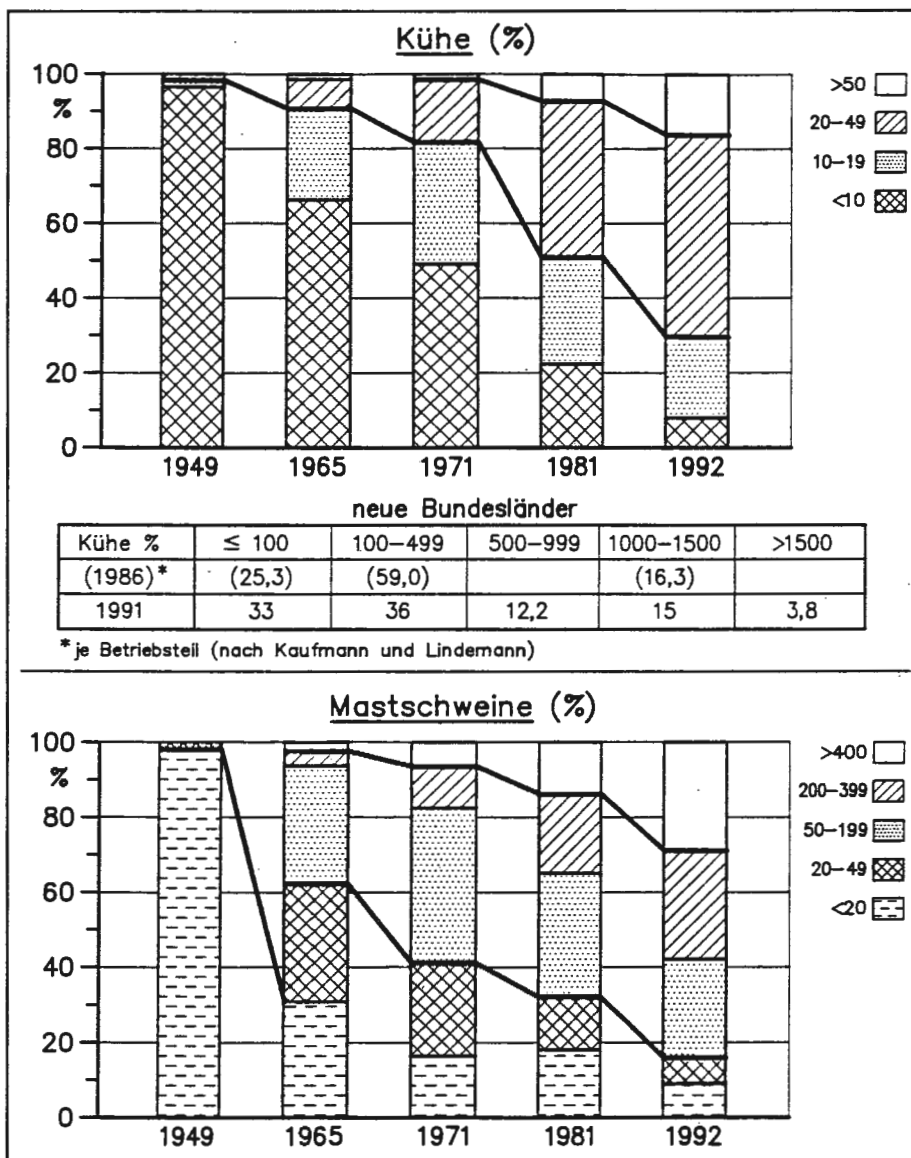 Kühe (%)
100
%
80
60
40
20
0
>50
20–49
10–19
<10
1949 1965 1971 1981 1992
neue Bundesländer
Kühe % ≤ 100 100–499 500–999 1000–1500 >1500
(1986)* (25,3) (59,0) (16,3)
1991 33 36 12,2 15 3,8
*je Betriebsteil (nach Kaufmann und Lindemann)
Mastschweine (%)
100
%
80
60
40
20
0
>400
200–399
50–199
20–49
<20
1949 1965 1971 1981 1992